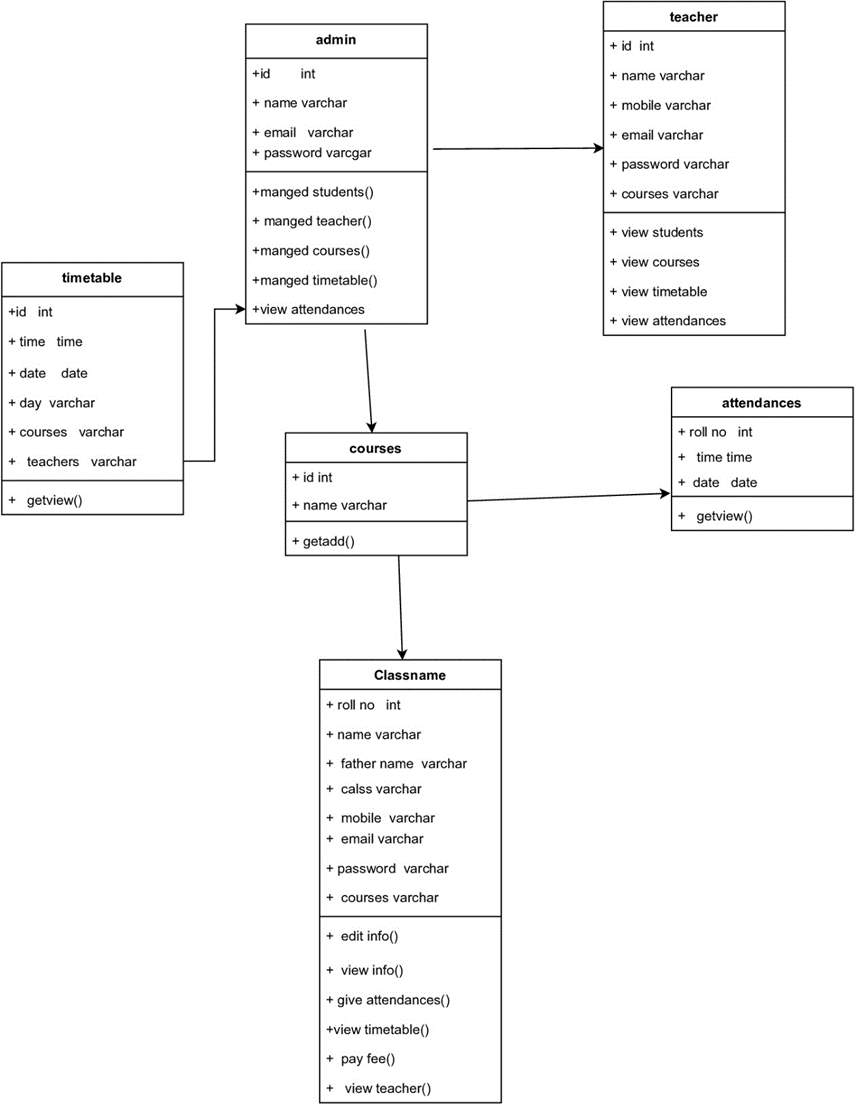 admin
+id int
+ name varchar
+ email varchar
+ password varcgar
+manged students()
+ manged teacher()
+manged courses()
+manged timetable()
+view attendances
teacher
+ id int
+ name varchar
+ mobile varchar
+ email varchar
+ password varchar
+ courses varchar
+ view students
+ view courses
+ view timetable
+ view attendances
timetable
+id int
+ time time
+ date date
+ day varchar
+ courses varchar
+ teachers varchar
+ getview()
courses
+ id int
+ name varchar
+ getadd()
attendances
+ roll no int
+ time time
+ date date
+ getview()
Classname
+ roll no int
+ name varchar
+ father name varchar
+ calss varchar
+ mobile varchar
+ email varchar
+ password varchar
+ courses varchar
+ edit info()
+ view info()
+ give attendances()
+view timetable()
+ pay fee()
+ view teacher()